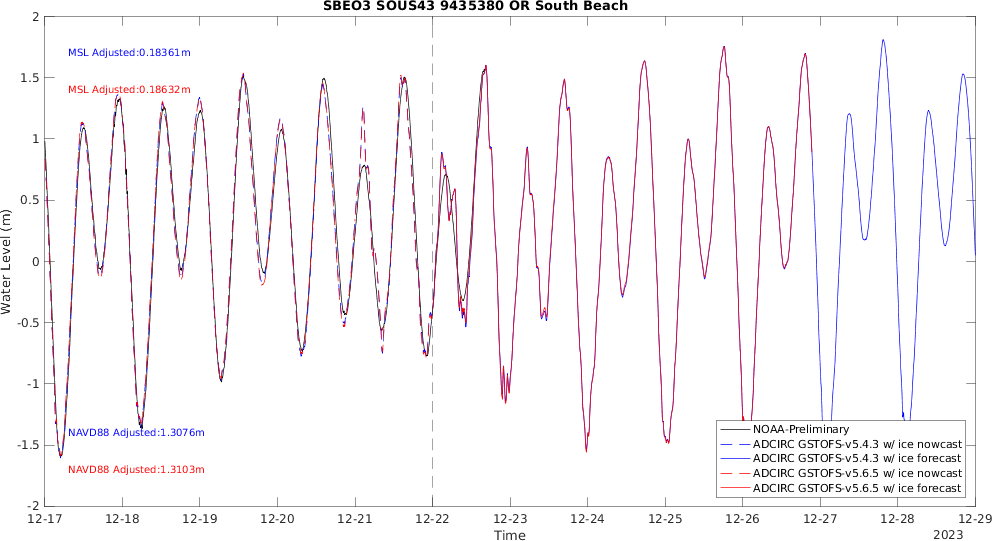 SBEO3 SOUS43 9435380 OR South Beach
2
1.5
1
0.5
0
-0.5
-1
-1.5
-2
Water Level (m)
MSL Adjusted:0.18361m
MSL Adjusted:0.18632m
NAVD88 Adjusted:1.3076m
NAVD88 Adjusted:1.3103m
NOAA-Preliminary
ADCIRC GSTOFS-v5.4.3 w/ ice nowcast
ADCIRC GSTOFS-v5.4.3 w/ ice forecast
ADCIRC GSTOFS-v5.6.5 w/ ice nowcast
ADCIRC GSTOFS-v5.6.5 w/ ice forecast
12-17 12-18 12-19 12-20 12-21 12-22 12-23 12-24 12-25 12-26 12-27 12-28 12-29
Time
2023